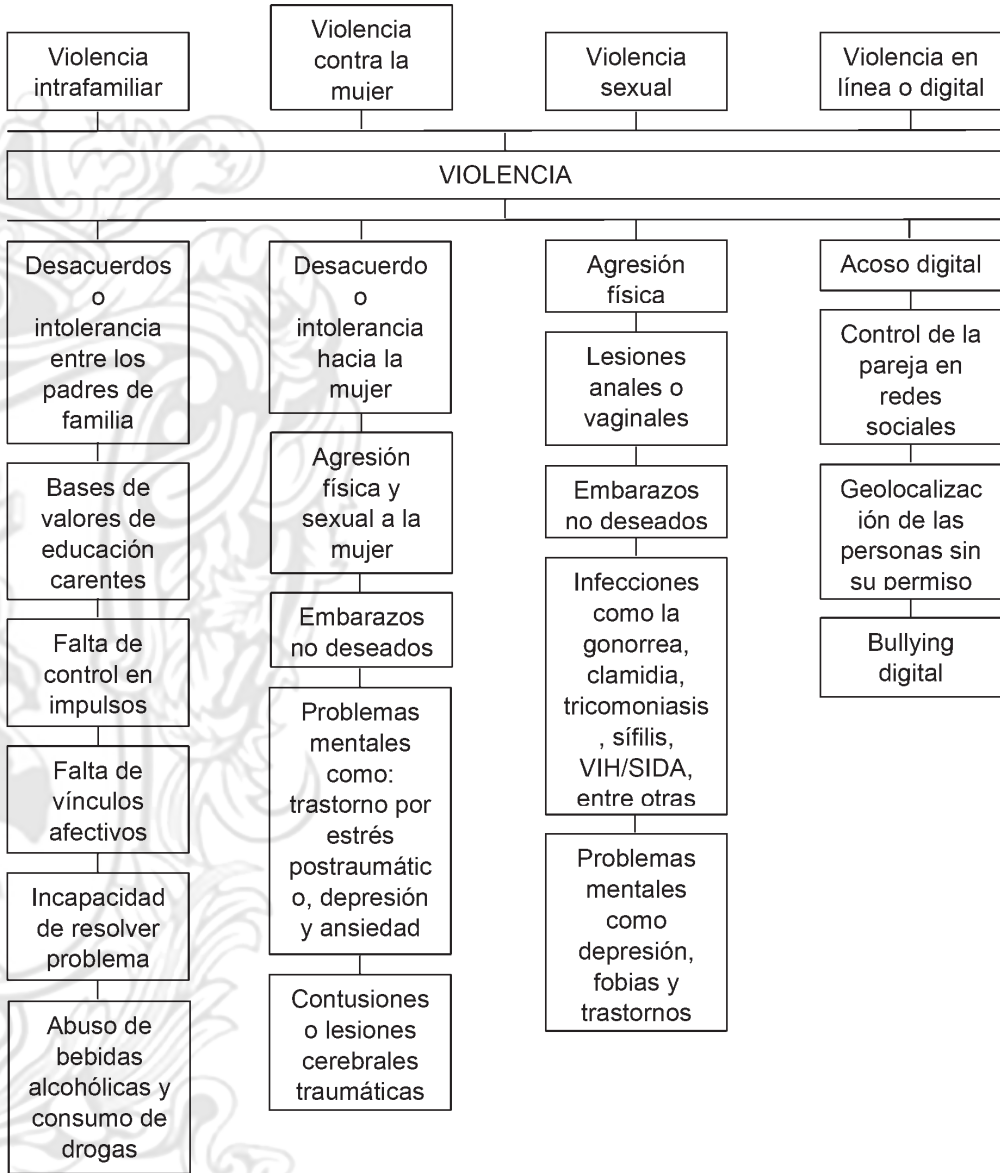 Violencia
intrafamiliar
Violencia
contra la
mujer
Violencia
sexual
Violencia en
línea o digital
VIOLENCIA
Desacuerdos
o
intolerancia
entre los
padres de
familia
Bases de
valores de
educación
carentes
Falta de
control en
impulsos
Falta de
vínculos
afectivos
Incapacidad
de resolver
problema
Abuso de
bebidas
alcohólicas y
consumo de
drogas
Desacuerdo
o
intolerancia
hacia la
mujer
Agresión
física y
sexual a la
mujer
Embarazos
no deseados
Problemas
mentales
como:
trastorno por
estrés
postraumátic
o, depresión
y ansiedad
Contusiones
o lesiones
cerebrales
traumáticas
Agresión
física
Lesiones
anales o
vaginales
Embarazos
no deseados
Infecciones
como la
gonorrea,
clamidia,
tricomoniasis
, sífilis,
VIH/SIDA,
entre otras
Problemas
mentales
como
depresión,
fobias y
trastornos
Acoso digital
Control de la
pareja en
redes
sociales
Geolocalizac
ión de las
personas sin
su permiso
Bullying
digital